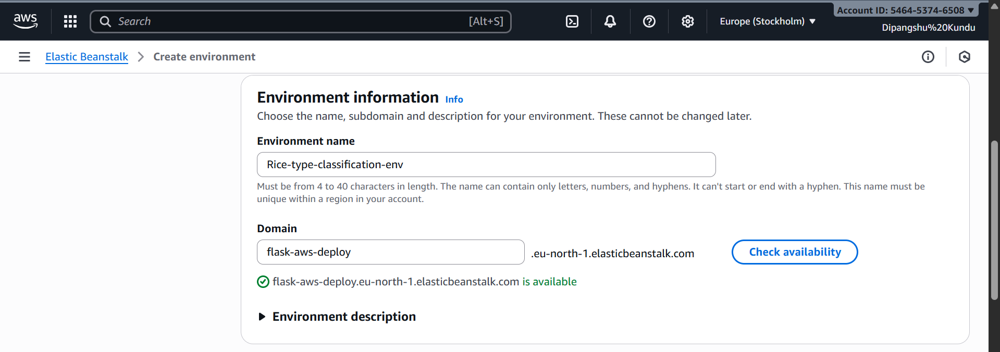 aws
Search
[Alt+S]
Europe (Stockholm)
Account ID: 5464-5374-6508
Dipangshu%20Kundu
Elastic Beanstalk
Create environment
Environment information Info
Choose the name, subdomain and description for your environment. These cannot be changed later.
Environment name
Rice-type-classification-env
Must be from 4 to 40 characters in length. The name can contain only letters, numbers, and hyphens. It can't start or end with a hyphen. This name must be
unique within a region in your account.
Domain
flask-aws-deploy
.eu-north-1.elasticbeanstalk.com
Check availability
flask-aws-deploy.eu-north-1.elasticbeanstalk.com is available
Environment description